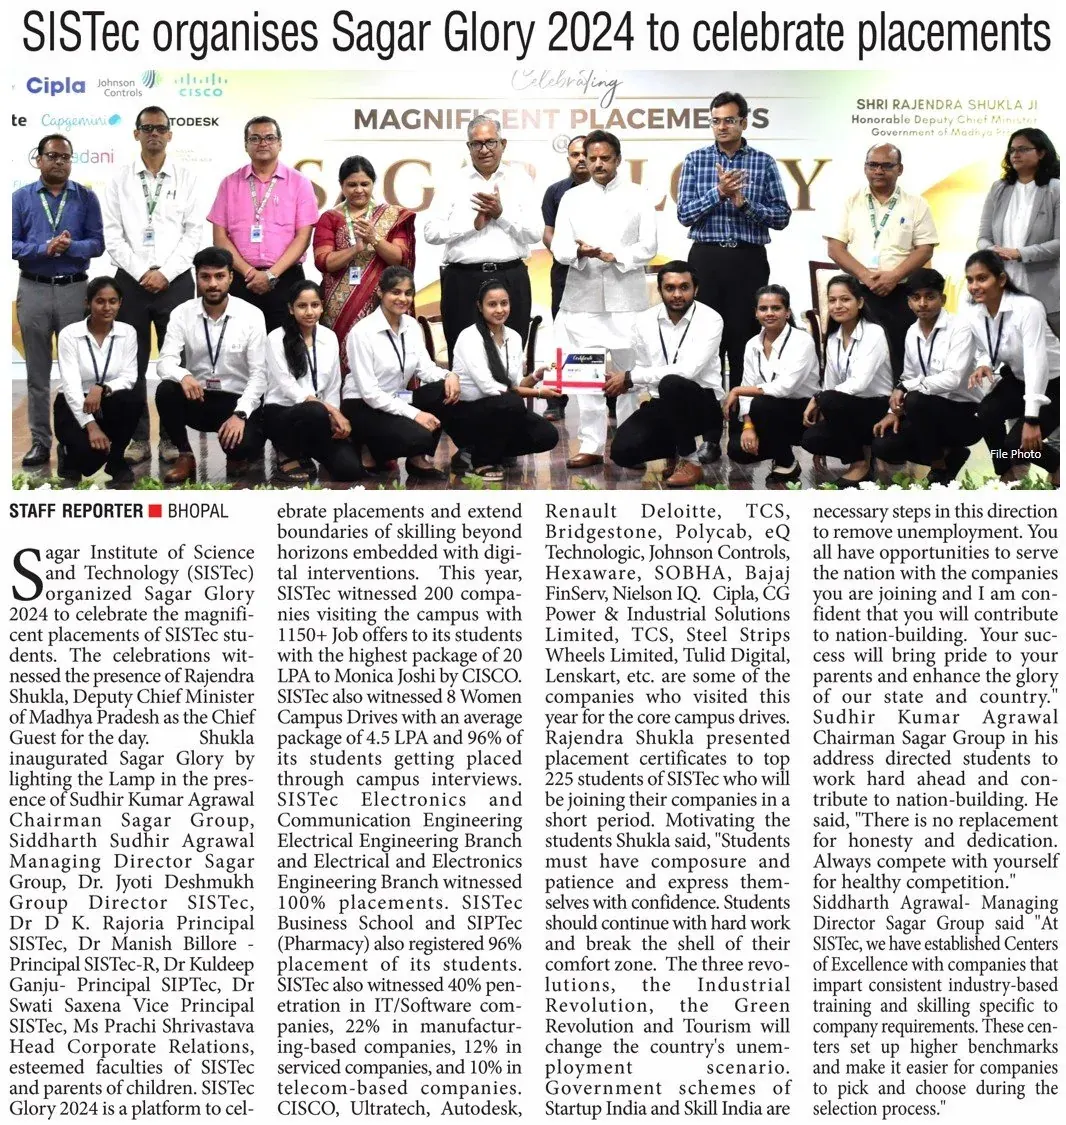 SISTec organises Sagar Glory 2024 to celebrate placements
Cipla
Johnson
Controls
CISCO
Celebrating
MAGNIFICENT PLACEMENTS
SHRI RAJENDRA SHUKLA JI
Honorable Deputy Chief Minister
Government of Madhya
Capgemini
File Photo
STAFF REPORTER ■ BHOPAL
Sagar Institute of Science
and Technology (SISTec)
organized Sagar Glory
2024 to celebrate the magnifi-
cent placements of SISTec stu-
dents. The celebrations wit-
nessed the presence of Rajendra
Shukla, Deputy Chief Minister
of Madhya Pradesh as the Chief
Guest for the day. Shukla
inaugurated Sagar Glory by
lighting the Lamp in the pres-
ence of Sudhir Kumar Agrawal
Chairman Sagar Group,
Siddharth Sudhir Agrawal
Managing Director Sagar
Group, Dr. Jyoti Deshmukh
Group Director SISTec,
Dr D K. Rajoria Principal
SISTec, Dr Manish Billore -
Principal SISTec-R, Dr Kuldeep
Ganju- Principal SIPTec, Dr
Swati Saxena Vice Principal
SISTec, Ms Prachi Shrivastava
Head Corporate Relations,
esteemed faculties of SISTec
and parents of children. SISTec
Glory 2024 is a platform to cel-
ebrate placements and extend
boundaries of skilling beyond
horizons embedded with digi-
tal interventions. This year,
SISTec witnessed 200 compa-
nies visiting the campus with
1150+ Job offers to its students
with the highest package of 20
LPA to Monica Joshi by CISCO.
SISTec also witnessed 8 Women
Campus Drives with an average
package of 4.5 LPA and 96% of
its students getting placed
through campus interviews.
SISTec Electronics and
Communication Engineering
Electrical Engineering Branch
and Electrical and Electronics
Engineering Branch witnessed
100% placements. SISTec
Business School and SIPTec
(Pharmacy) also registered 96%
placement of its students.
SISTec also witnessed 40% pen-
etration in IT/Software com-
panies, 22% in manufactur-
ing-based companies, 12% in
serviced companies, and 10% in
telecom-based companies.
CISCO, Ultratech, Autodesk,
Renault Deloitte, TCS,
Bridgestone, Polycab, eQ
Technologic, Johnson Controls,
Hexaware, SOBHA, Bajaj
FinServ, Nielson IQ. Cipla, CG
Power & Industrial Solutions
Limited, TCS, Steel Strips
Wheels Limited, Tulid Digital,
Lenskart, etc. are some of the
companies who visited this
year for the core campus drives.
Rajendra Shukla presented
placement certificates to top
225 students of SISTec who will
be joining their companies in a
short period. Motivating the
students Shukla said, "Students
must have composure and
patience and express them-
selves with confidence. Students
should continue with hard work
and break the shell of their
comfort zone. The three revo-
lutions, the Industrial
Revolution, the Green
Revolution and Tourism will
change the country's unem-
ployment scenario.
Government schemes of
Startup India and Skill India are
necessary steps in this direction
to remove unemployment. You
all have opportunities to serve
the nation with the companies
you are joining and I am con-
fident that you will contribute
to nation-building. Your suc-
cess will bring pride to your
parents and enhance the glory
of our state and country."
Sudhir Kumar Agrawal
Chairman Sagar Group in his
address directed students to
work hard ahead and con-
tribute to nation-building. He
said, "There is no replacement
for honesty and dedication.
Always compete with yourself
for healthy competition."
Siddharth Agrawal- Managing
Director Sagar Group said "At
SISTec, we have established Centers
of Excellence with companies that
impart consistent industry-based
training and skilling specific to
company requirements. These cen-
ters set up higher benchmarks
and make it easier for companies
to pick and choose during the
selection process."